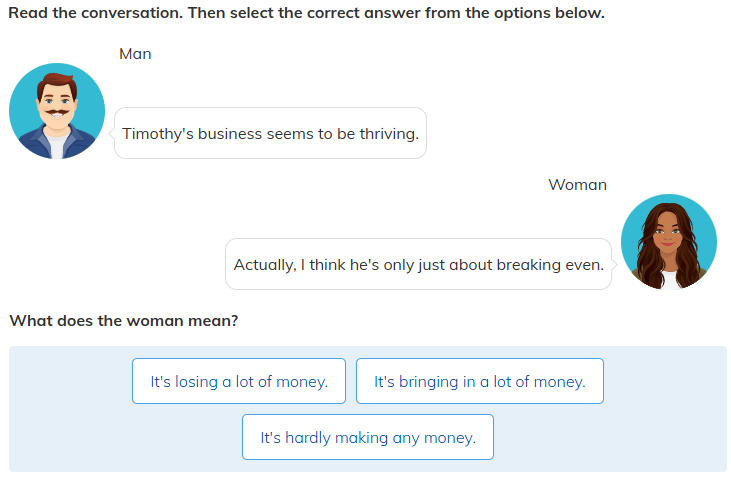 Read the conversation. Then select the correct answer from the options below.
Man
Timothy's business seems to be thriving.
Woman
Actually, I think he's only just about breaking even.
What does the woman mean?
It's losing a lot of money.
It's bringing in a lot of money.
It's hardly making any money.